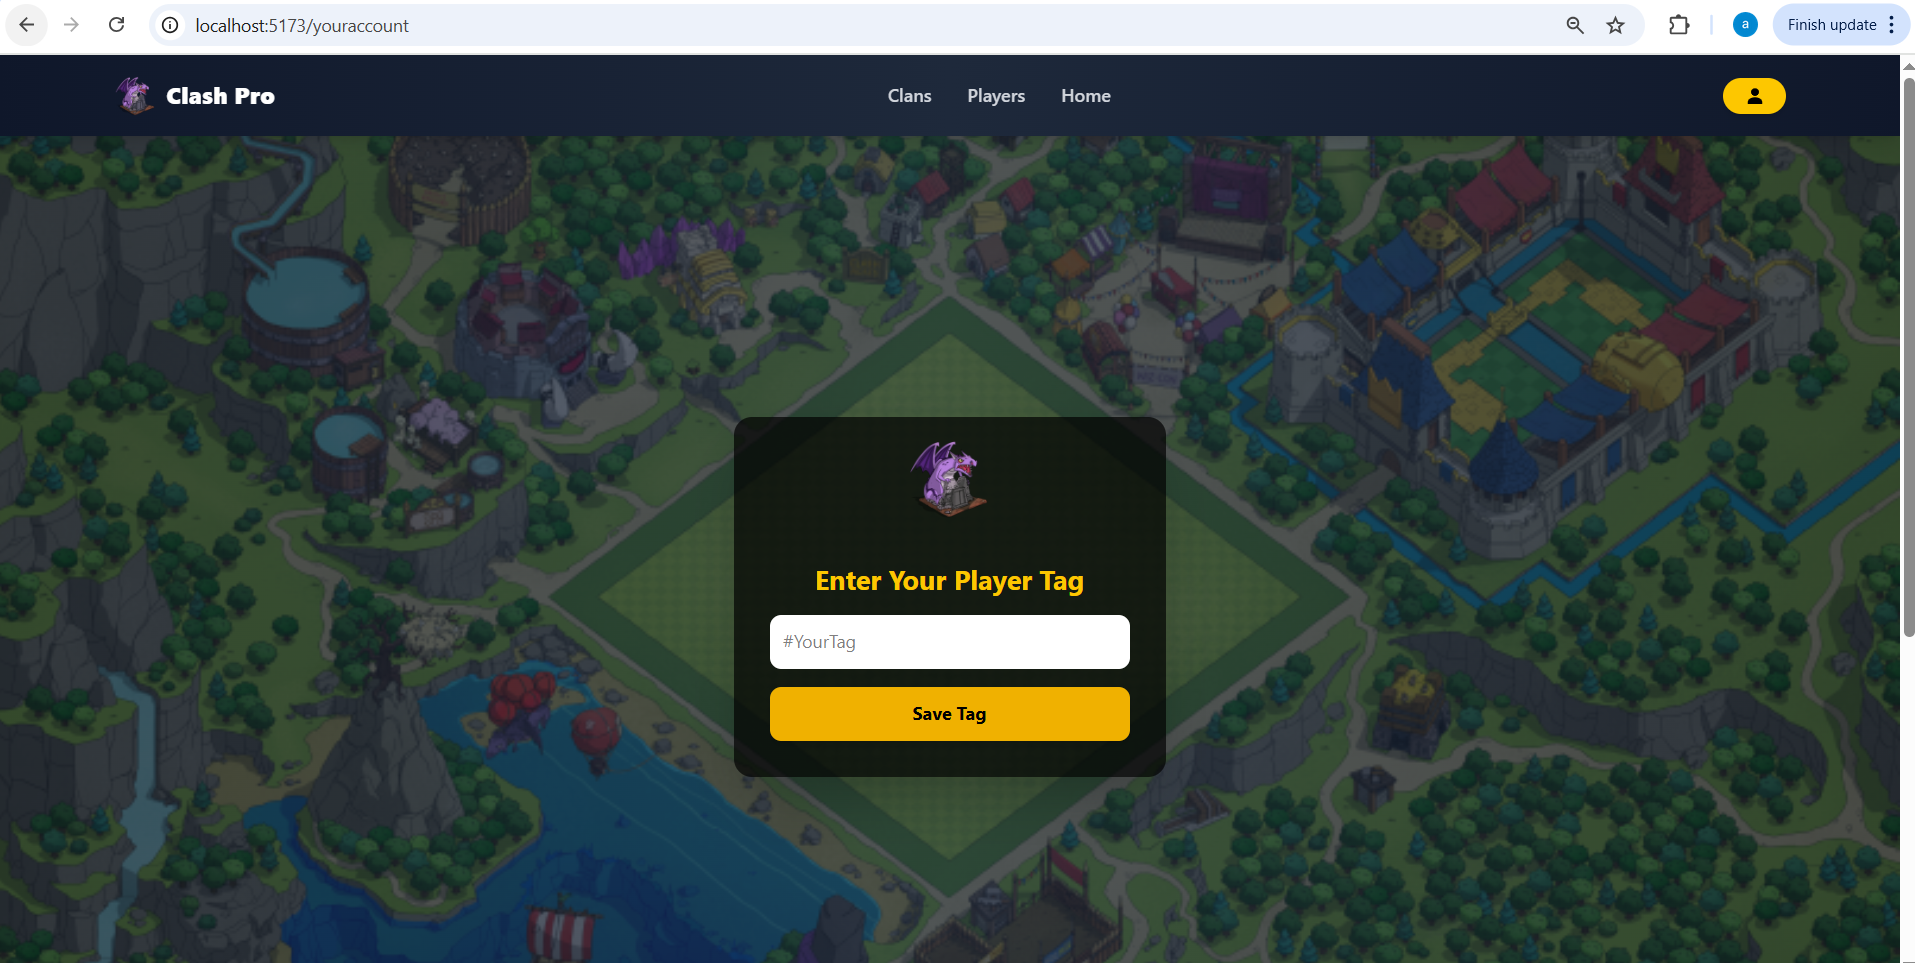 localhost:5173/youraccount
a
Finish update
Clash Pro
Clans
Players
Home
Enter Your Player Tag
#YourTag
Save Tag